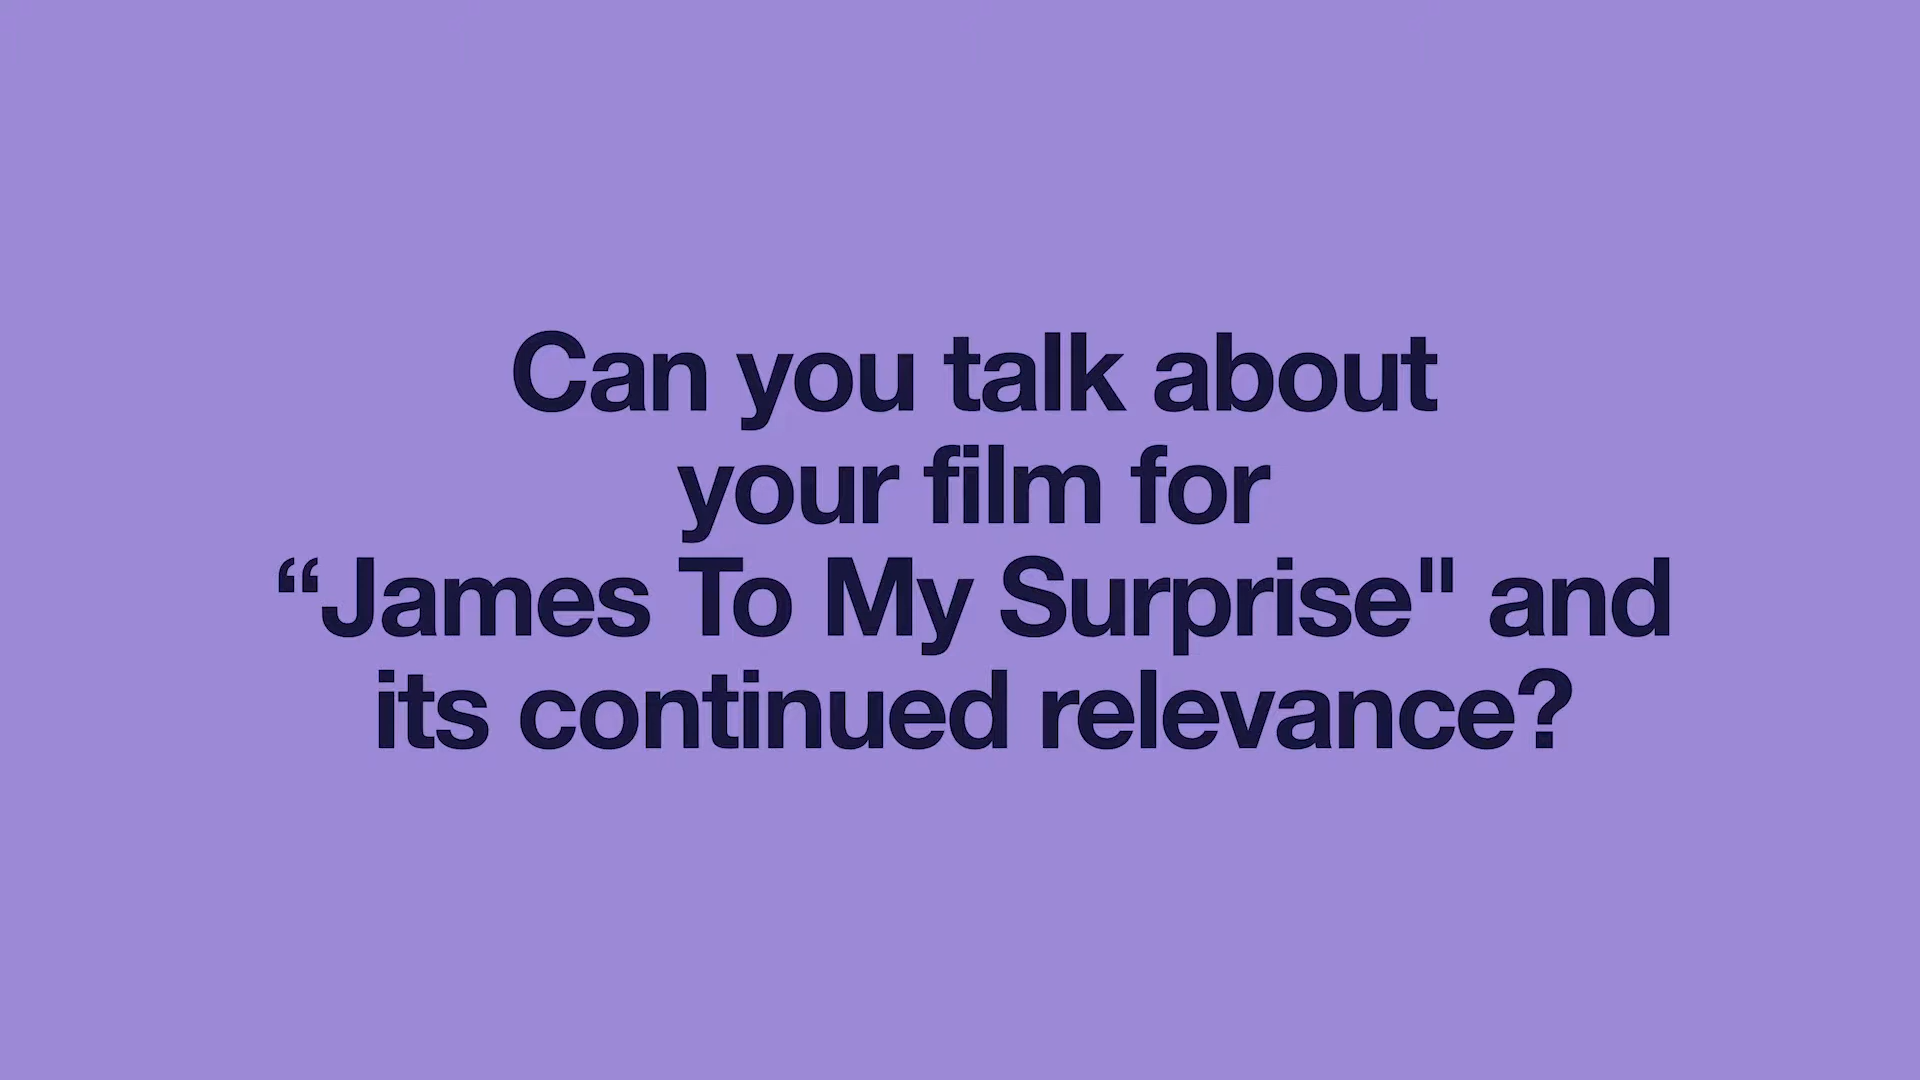 Can you talk about
your film for
“James To My Surprise" and
its continued relevance?